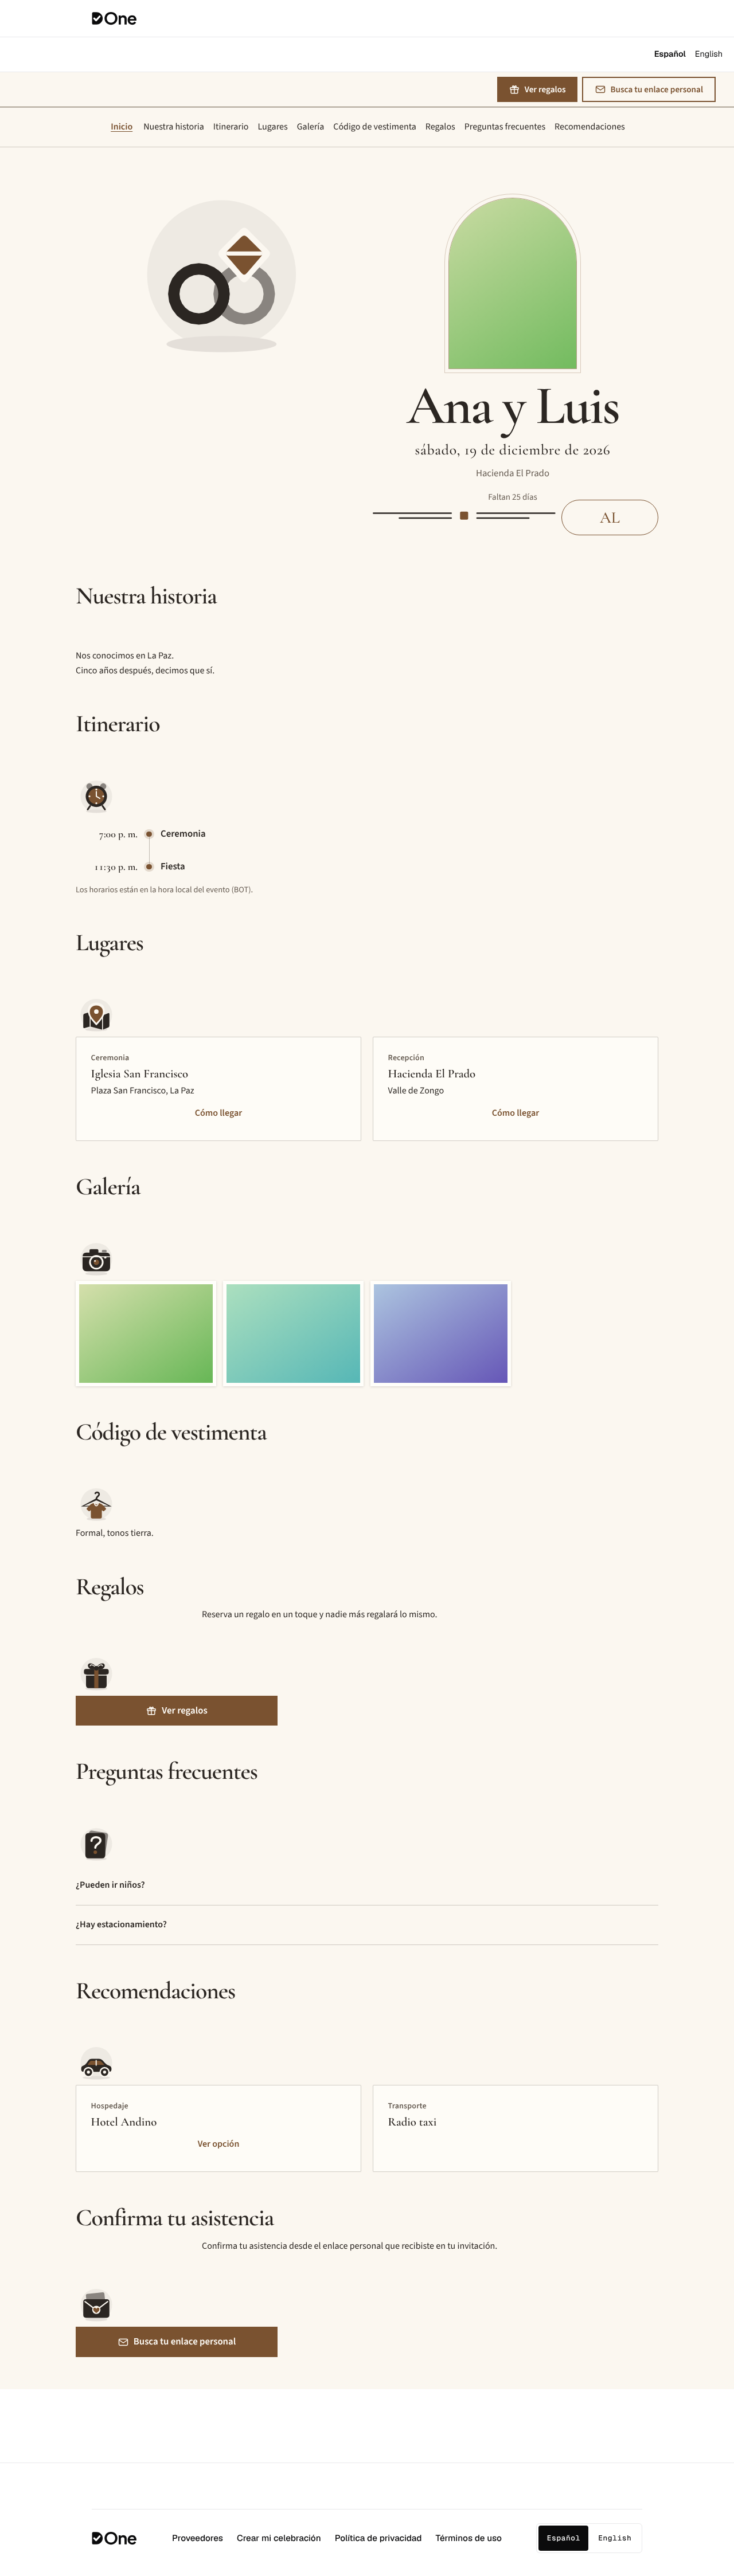 One
Español English
Ver regalos Busca tu enlace personal
Inicio Nuestra historia Itinerario Lugares Galería Código de vestimenta Regalos Preguntas frecuentes Recomendaciones
Ana y Luis
sábado, 19 de diciembre de 2026
Hacienda El Prado
Faltan 25 días
AL
Nuestra historia
Nos conocimos en La Paz.
Cinco años después, decimos que sí.
Itinerario
7:00 p. m. Ceremonia
11:30 p. m. Fiesta
Los horarios están en la hora local del evento (BOT).
Lugares
Ceremonia
Iglesia San Francisco
Plaza San Francisco, La Paz
Cómo llegar
Recepción
Hacienda El Prado
Valle de Zongo
Cómo llegar
Galería
Código de vestimenta
Formal, tonos tierra.
Regalos
Reserva un regalo en un toque y nadie más regalará lo mismo.
Ver regalos
Preguntas frecuentes
?
¿Pueden ir niños?
¿Hay estacionamiento?
Recomendaciones
Hospedaje
Hotel Andino
Ver opción
Transporte
Radio taxi
Confirma tu asistencia
Confirma tu asistencia desde el enlace personal que recibiste en tu invitación.
Busca tu enlace personal
One
Proveedores Crear mi celebración Política de privacidad Términos de uso
Español English